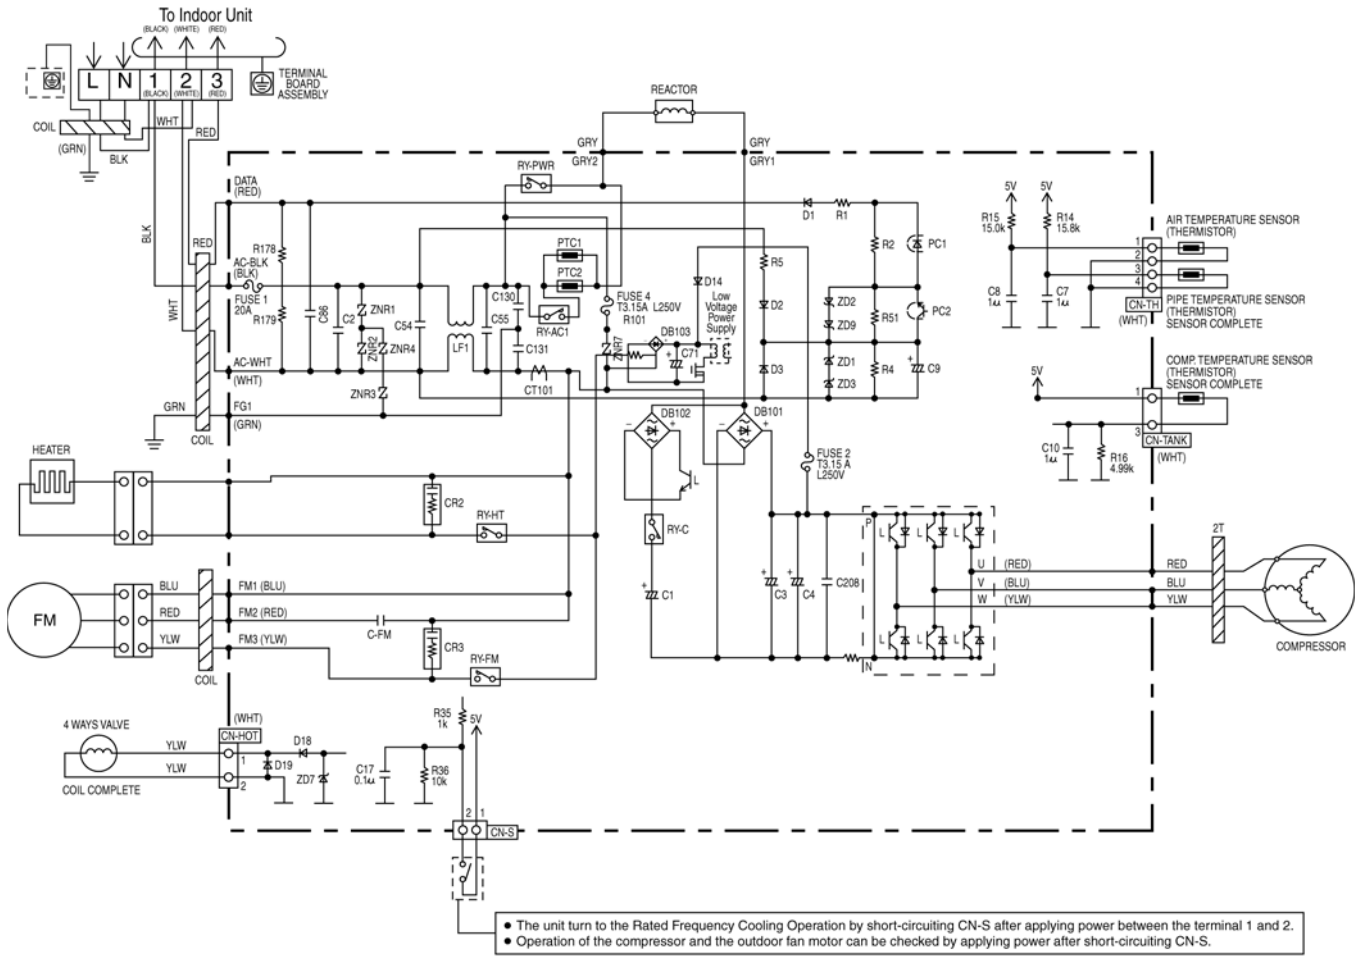 To Indoor Unit
(BLACK) (WHITE) (RED)
L N 1 2 3
(BLACK) (WHITE) (RED)
TERMINAL
BOARD
ASSEMBLY
COIL
WHT
RED
(GRN)
BLK
REACTOR
GRY
GRY
GRY2
GRY1
RY-PWR
DATA
(RED)
BLK
RED
R178
AC-BLK
(BLK)
FUSE 1
20A
R179
WHT
C86
C2
ZNR1
ZNR2
ZNR4
ZNR3
C54
LF1
C55
C130
C131
CT101
PTC1
PTC2
RY-AC1
FUSE 4
T3.15A L250V
R101
ZNR7
DB103
C71
D14
Low
Voltage
Power
Supply
D1
R1
R5
D2
D3
R2
R51
R4
PC1
PC2
ZD2
ZD9
ZD1
ZD3
C9
AC-WHT
(WHT)
GRN
FG1
(GRN)
COIL
5V
5V
R15
15.0k
R14
15.8k
C8
1μ
C7
1μ
1
2
3
4
CN-TH
(WHT)
AIR TEMPERATURE SENSOR
(THERMISTOR)
PIPE TEMPERATURE SENSOR
(THERMISTOR)
SENSOR COMPLETE
COMP. TEMPERATURE SENSOR
(THERMISTOR)
SENSOR COMPLETE
5V
1
3
CN-TANK
(WHT)
C10
1μ
R16
4.99k
HEATER
DB102
DB101
- +
- +
L
FUSE 2
T3.15 A
L250V
CR2
RY-HT
RY-C
C1
C3
C4
C208
+
+
+
P
N
L L L
L L L
U (RED)
V (BLU)
W (YLW)
RED
BLU
YLW
2T
COMPRESSOR
FM
BLU
RED
YLW
FM1 (BLU)
FM2 (RED)
FM3 (YLW)
C-FM
CR3
RY-FM
COIL
4 WAYS VALVE
YLW
YLW
COIL COMPLETE
(WHT)
CN-HOT
1
2
D18
D19
ZD7
R35
1k
5V
C17
0.1μ
R36
10k
2 1
CN-S
● The unit turn to the Rated Frequency Cooling Operation by short-circuiting CN-S after applying power between the terminal 1 and 2.
● Operation of the compressor and the outdoor fan motor can be checked by applying power after short-circuiting CN-S.